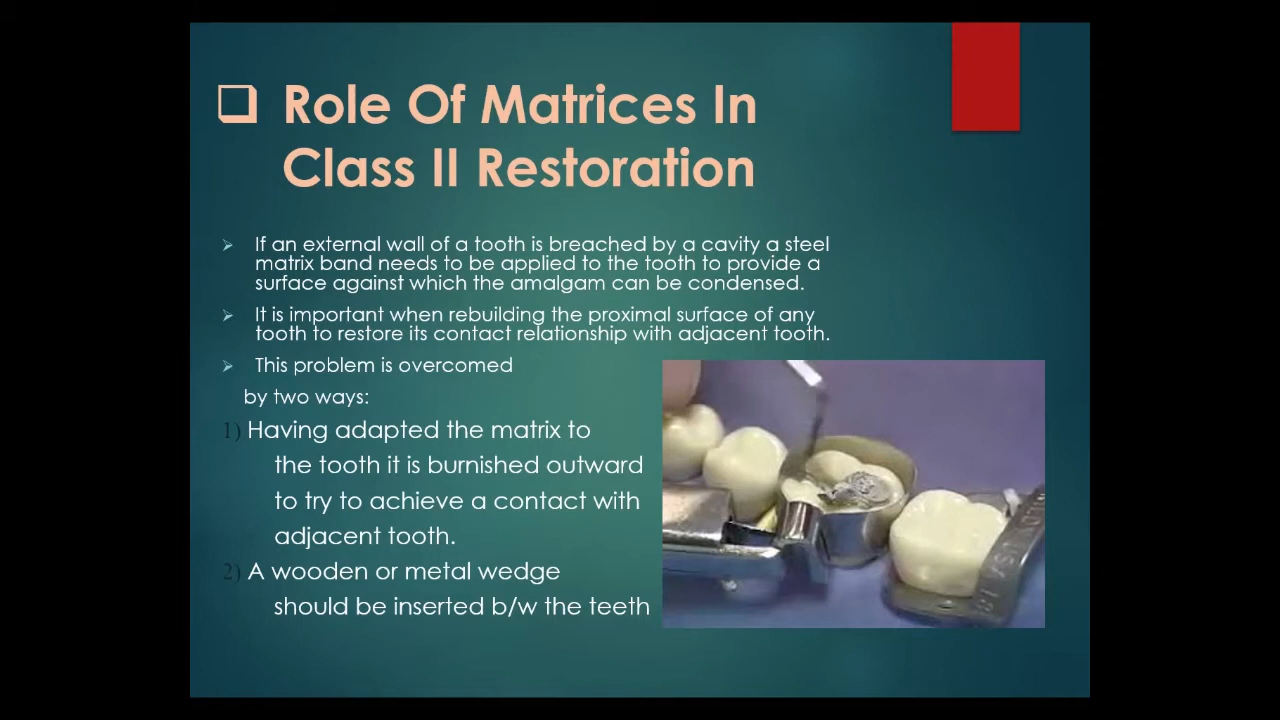 Role Of Matrices In
Class II Restoration
If an external wall of a tooth is breached by a cavity a steel
matrix band needs to be applied to the tooth to provide a
surface against which the amalgam can be condensed.
It is important when rebuilding the proximal surface of any
tooth to restore its contact relationship with adjacent tooth.
This problem is overcomed
by two ways:
1) Having adapted the matrix to
the tooth it is burnished outward
to try to achieve a contact with
adjacent tooth.
2) A wooden or metal wedge
should be inserted b/w the teeth